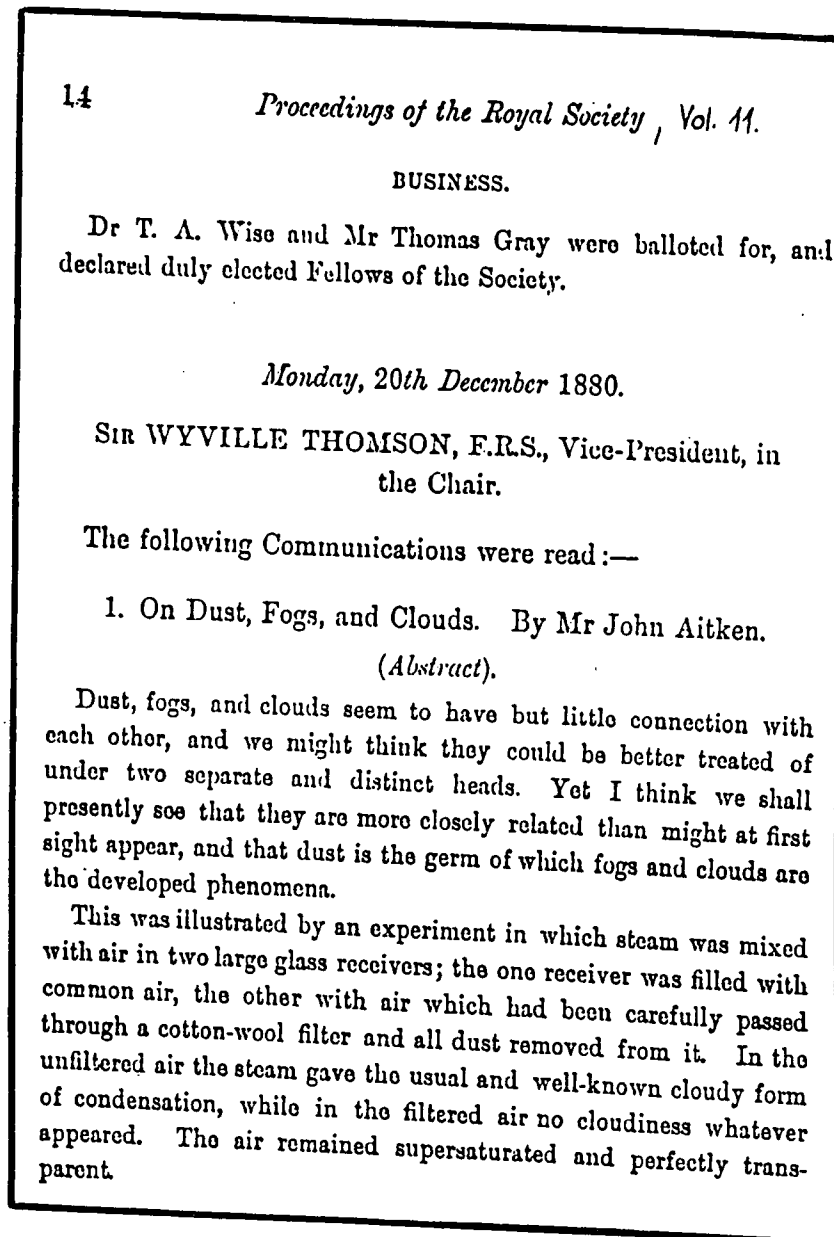 14 Proceedings of the Royal Society, Vol. 11.
BUSINESS.
Dr T. A. Wise and Mr Thomas Gray were balloted for, and
declared duly elected Fellows of the Society.
Monday, 20th December 1880.
SIR WYVILLE THOMSON, F.R.S., Vice-President, in
the Chair.
The following Communications were read:—
1. On Dust, Fogs, and Clouds. By Mr John Aitken.
(Abstract).
Dust, fogs, and clouds seem to have but little connection with
each other, and we might think they could be better treated of
under two separate and distinct heads. Yet I think we shall
presently see that they are more closely related than might at first
sight appear, and that dust is the germ of which fogs and clouds are
the developed phenomena.
This was illustrated by an experiment in which steam was mixed
with air in two large glass receivers; the one receiver was filled with
common air, the other with air which had been carefully passed
through a cotton-wool filter and all dust removed from it. In the
unfiltered air the steam gave the usual and well-known cloudy form
of condensation, while in the filtered air no cloudiness whatever
appeared. The air remained supersaturated and perfectly trans-
parent.